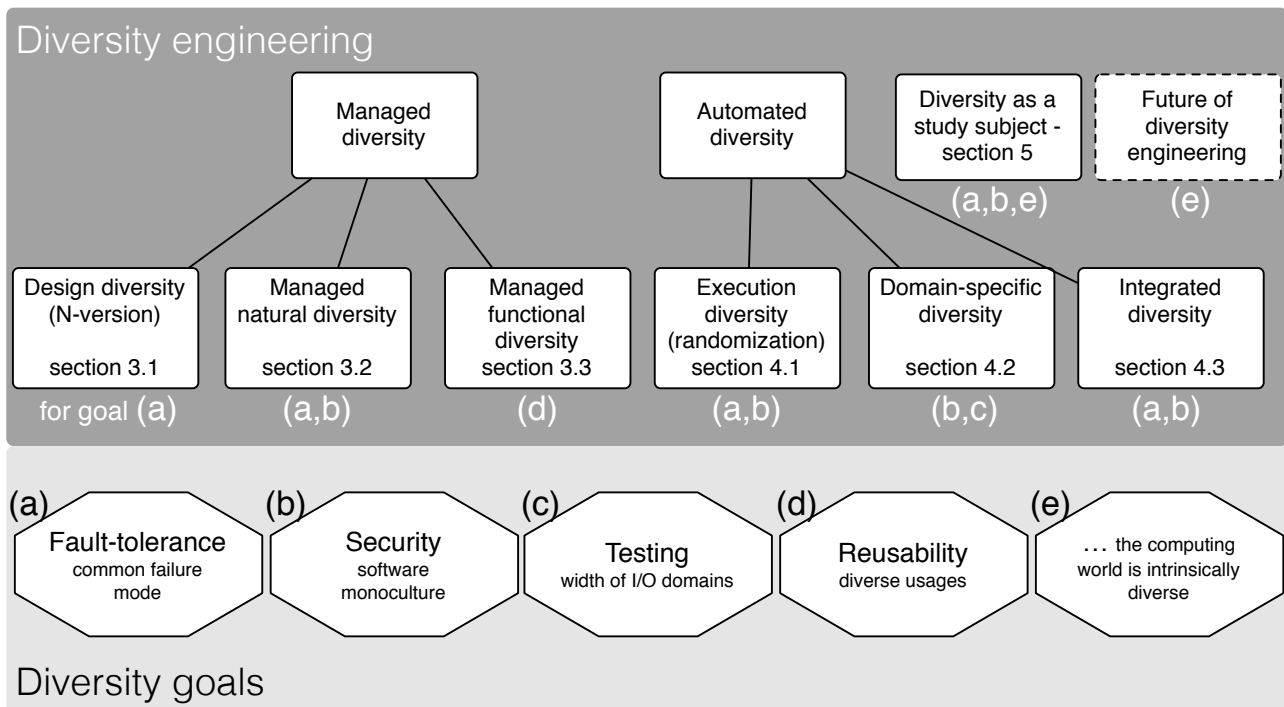 Diversity engineering
Managed
diversity
Automated
diversity
Diversity as a
study subject -
section 5
(a,b,e)
Future of
diversity
engineering
(e)
Design diversity
(N-version)
section 3.1
for goal (a)
Managed
natural diversity
section 3.2
(a,b)
Managed
functional
diversity
section 3.3
(d)
Execution
diversity
(randomization)
section 4.1
(a,b)
Domain-specific
diversity
section 4.2
(b,c)
Integrated
diversity
section 4.3
(a,b)
(a)
Fault-tolerance
common failure
mode
(b)
Security
software
monoculture
(c)
Testing
width of I/O domains
(d)
Reusability
diverse usages
(e)
... the computing
world is intrinsically
diverse
Diversity goals